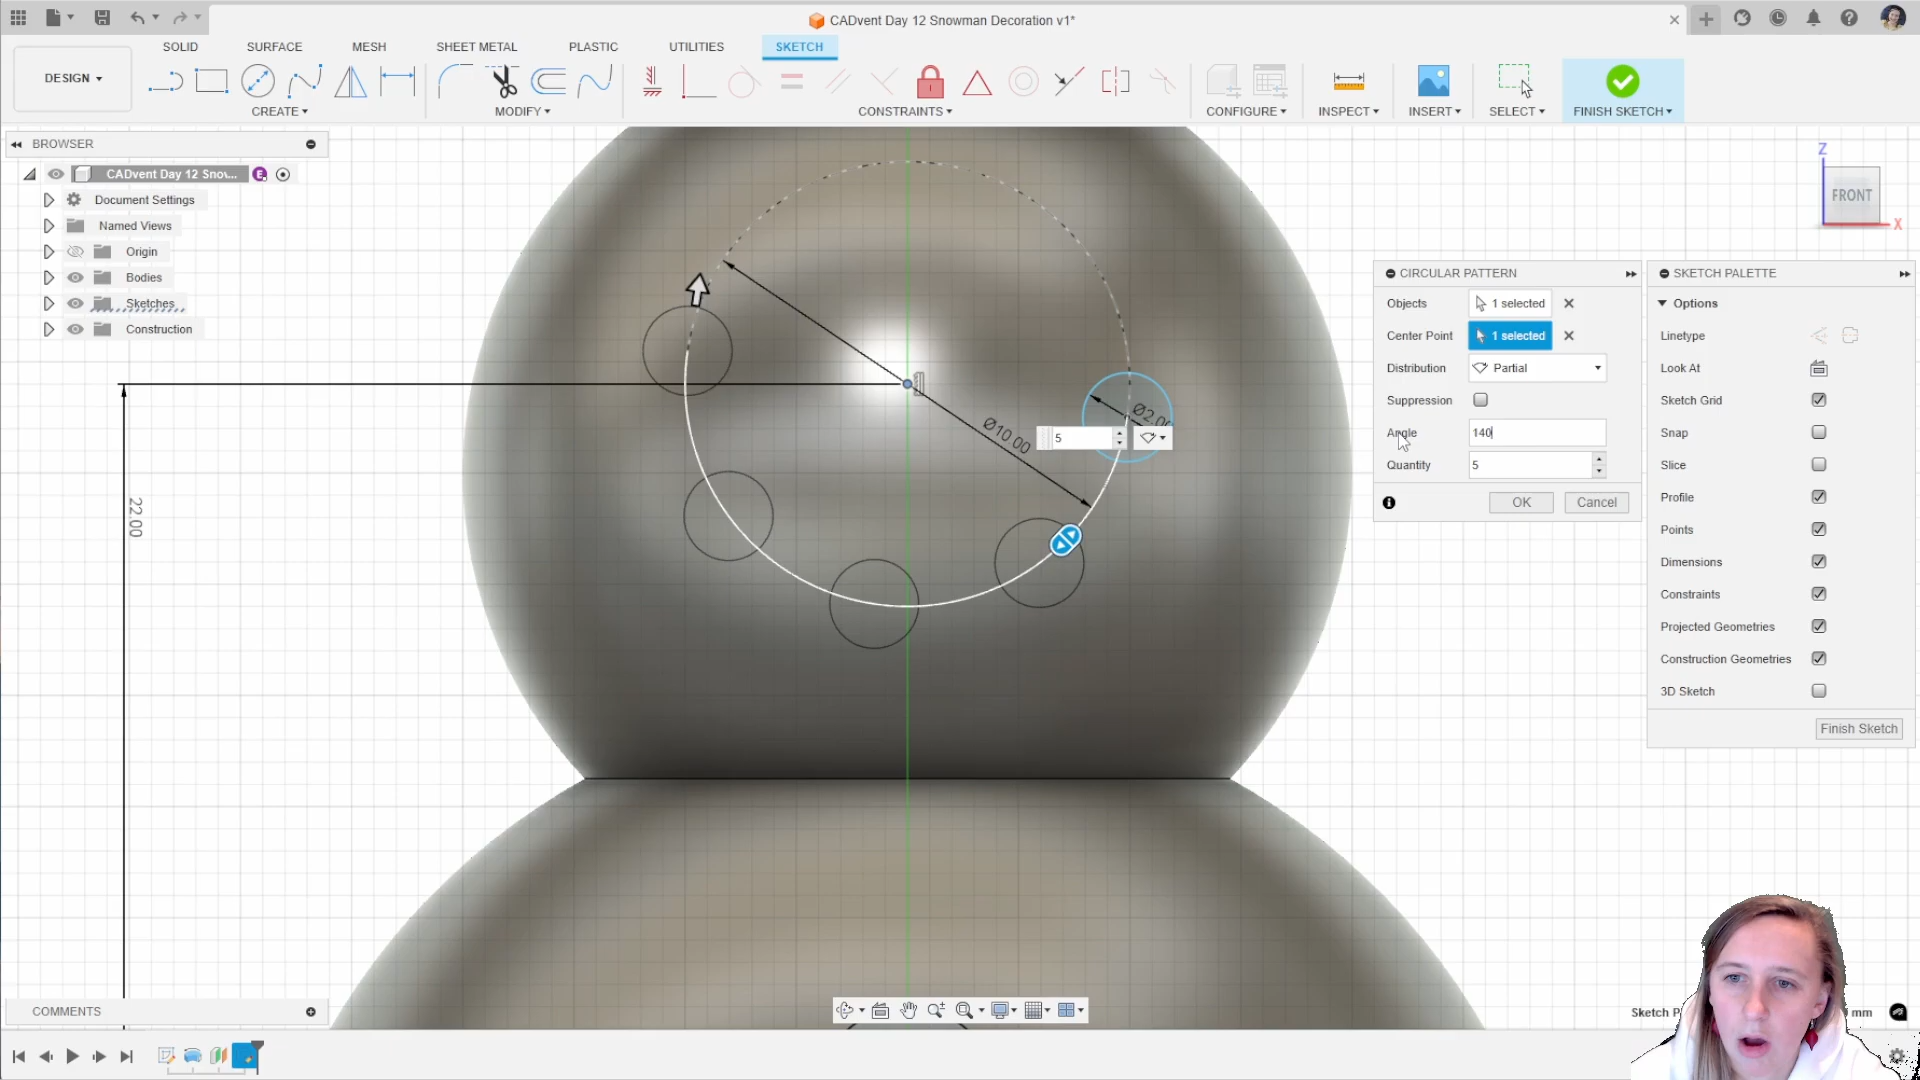 CADvent Day 12 Snowman Decoration v1*
DESIGN
SOLID SURFACE MESH SHEET METAL PLASTIC UTILITIES SKETCH
CREATE MODIFY CONSTRAINTS CONFIGURE INSPECT INSERT SELECT FINISH SKETCH
BROWSER
CADvent Day 12 Snow...
E
Document Settings
Named Views
Origin
Bodies
Sketches
Construction
22.00
Ø10.00
Ø2.00
5
Z
FRONT
X
CIRCULAR PATTERN
Objects 1 selected
Center Point 1 selected
Distribution Partial
Suppression
Angle 140
Quantity 5
OK Cancel
SKETCH PALETTE
Options
Linetype
Look At
Sketch Grid
Snap
Slice
Profile
Points
Dimensions
Constraints
Projected Geometries
Construction Geometries
3D Sketch
Finish Sketch
COMMENTS
Sketch P
mm